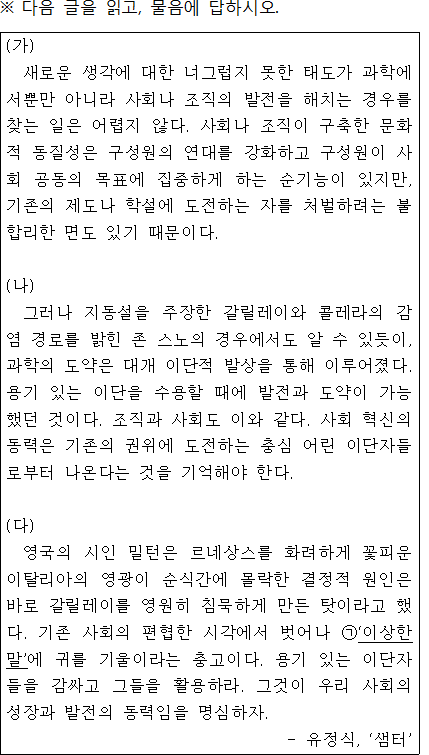 ※ 다음 글을 읽고, 물음에 답하시오.
(가)
새로운 생각에 대한 너그럽지 못한 태도가 과학에
서뿐만 아니라 사회나 조직의 발전을 해치는 경우를
찾는 일은 어렵지 않다. 사회나 조직이 구축한 문화
적 동질성은 구성원의 연대를 강화하고 구성원이 사
회 공동의 목표에 집중하게 하는 순기능이 있지만,
기존의 제도나 학설에 도전하는 자를 처벌하려는 불
합리한 면도 있기 때문이다.
(나)
그러나 지동설을 주장한 갈릴레이와 콜레라의 감
염 경로를 밝힌 존 스노의 경우에서도 알 수 있듯이,
과학의 도약은 대개 이단적 발상을 통해 이루어졌다.
용기 있는 이단을 수용할 때에 발전과 도약이 가능
했던 것이다. 조직과 사회도 이와 같다. 사회 혁신의
동력은 기존의 권위에 도전하는 충심 어린 이단자들
로부터 나온다는 것을 기억해야 한다.
(다)
영국의 시인 밀턴은 르네상스를 화려하게 꽃피운
이탈리아의 영광이 순식간에 몰락한 결정적 원인은
바로 갈릴레이를 영원히 침묵하게 만든 탓이라고 했
다. 기존 사회의 편협한 시각에서 벗어나 ㉠‘이상한
말’에 귀를 기울이라는 충고이다. 용기 있는 이단자
들을 감싸고 그들을 활용하라. 그것이 우리 사회의
성장과 발전의 동력임을 명심하자.
- 유정식, ‘샘터’